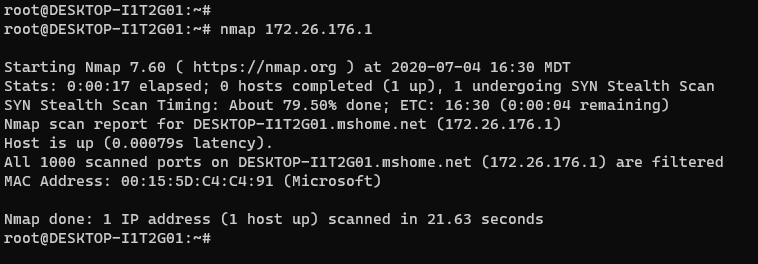 root@DESKTOP-I1T2G01:~#
root@DESKTOP-I1T2G01:~# nmap 172.26.176.1
Starting Nmap 7.60 ( https://nmap.org ) at 2020-07-04 16:30 MDT
Stats: 0:00:17 elapsed; 0 hosts completed (1 up), 1 undergoing SYN Stealth Scan
SYN Stealth Scan Timing: About 79.50% done; ETC: 16:30 (0:00:04 remaining)
Nmap scan report for DESKTOP-I1T2G01.mshome.net (172.26.176.1)
Host is up (0.00079s latency).
All 1000 scanned ports on DESKTOP-I1T2G01.mshome.net (172.26.176.1) are filtered
MAC Address: 00:15:5D:C4:C4:91 (Microsoft)
Nmap done: 1 IP address (1 host up) scanned in 21.63 seconds
root@DESKTOP-I1T2G01:~#